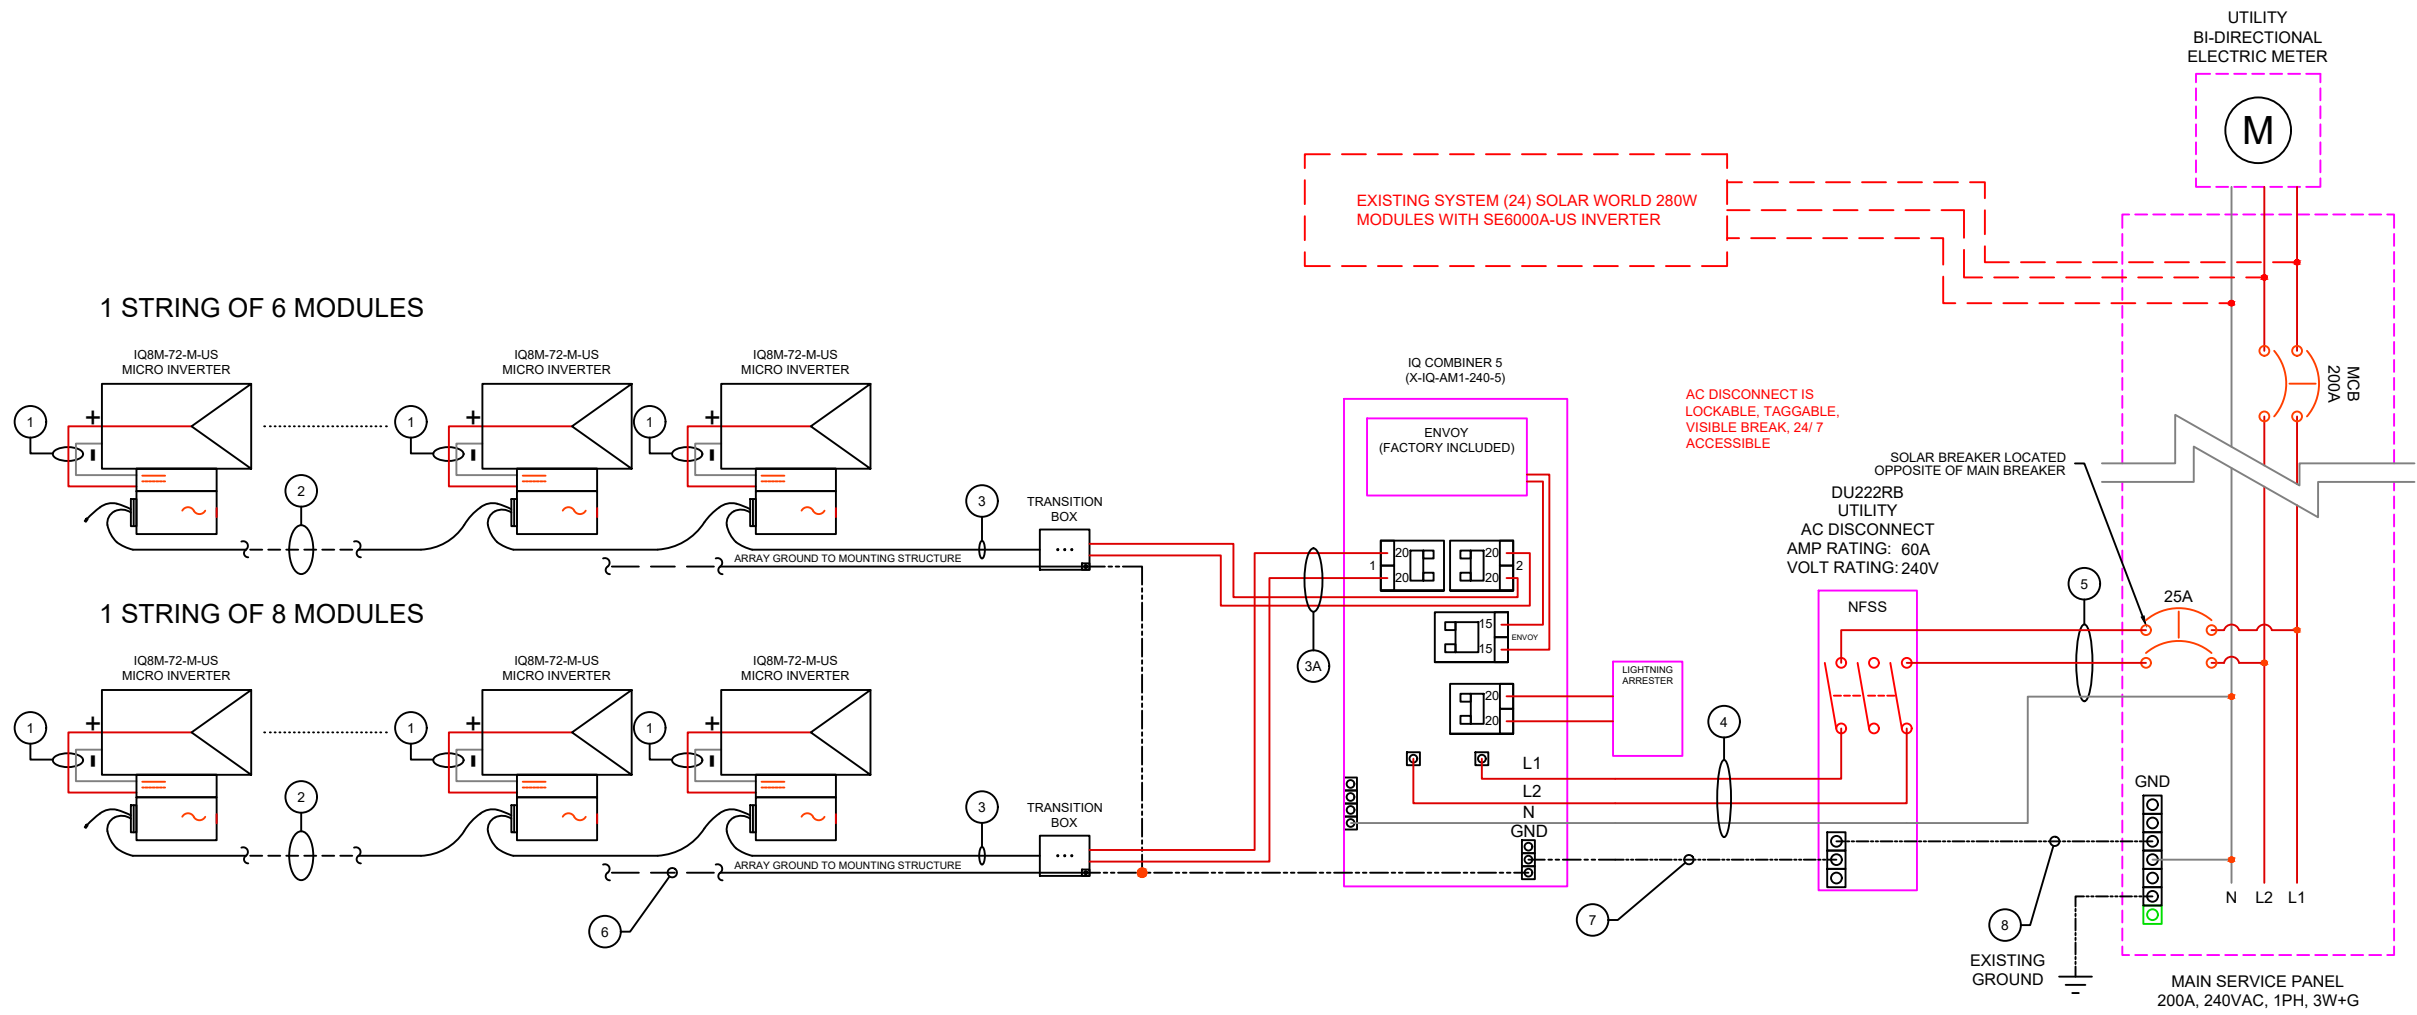 UTILITY
BI-DIRECTIONAL
ELECTRIC METER
M
EXISTING SYSTEM (24) SOLAR WORLD 280W
MODULES WITH SE6000A-US INVERTER
1 STRING OF 6 MODULES
IQ8M-72-M-US
MICRO INVERTER
IQ8M-72-M-US
MICRO INVERTER
IQ8M-72-M-US
MICRO INVERTER
1
1
1
2
3
TRANSITION
BOX
ARRAY GROUND TO MOUNTING STRUCTURE
IQ COMBINER 5
(X-IQ-AM1-240-5)
ENVOY
(FACTORY INCLUDED)
20
20
1
20
20
2
15
15
ENVOY
20
20
LIGHTNING
ARRESTER
3A
AC DISCONNECT IS
LOCKABLE, TAGGABLE,
VISIBLE BREAK, 24/ 7
ACCESSIBLE
MCB
200A
SOLAR BREAKER LOCATED
OPPOSITE OF MAIN BREAKER
DU222RB
UTILITY
AC DISCONNECT
AMP RATING: 60A
VOLT RATING: 240V
NFSS
5
25A
1 STRING OF 8 MODULES
IQ8M-72-M-US
MICRO INVERTER
IQ8M-72-M-US
MICRO INVERTER
IQ8M-72-M-US
MICRO INVERTER
1
1
1
2
3
TRANSITION
BOX
ARRAY GROUND TO MOUNTING STRUCTURE
6
L1
L2
N
GND
4
7
8
EXISTING
GROUND
GND
N
L2
L1
MAIN SERVICE PANEL
200A, 240VAC, 1PH, 3W+G